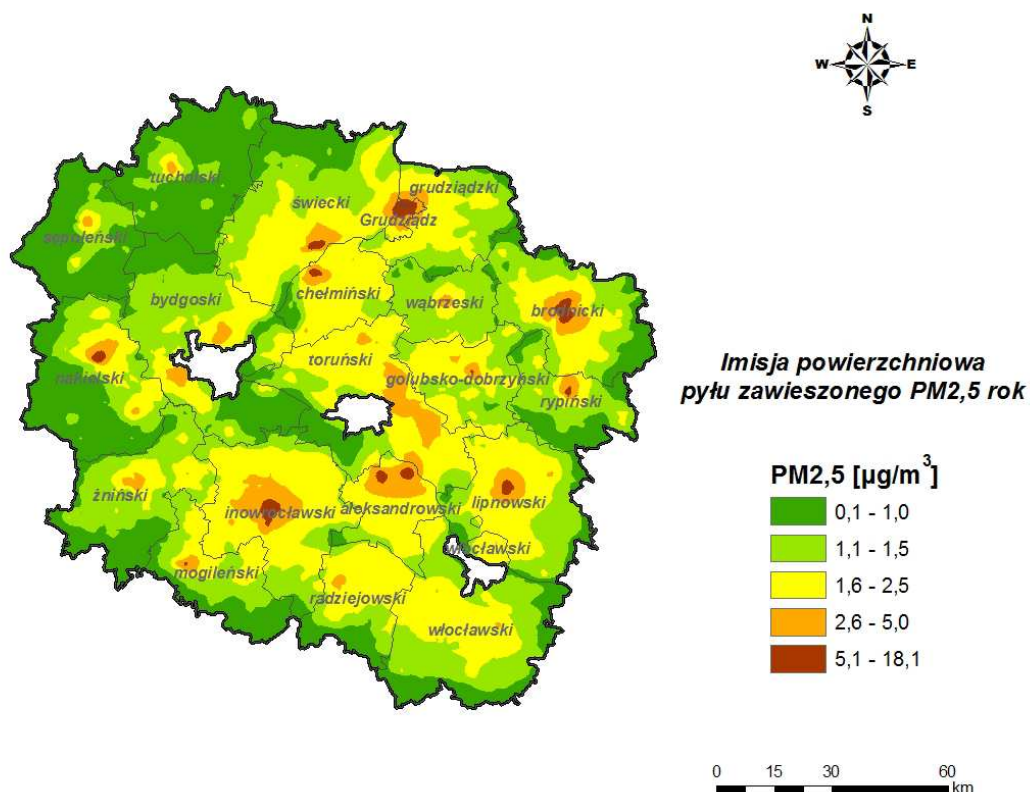 N
W E
S
tucholski
sępoleński
świecki
grudziądzki
Grudziądz
bydgoski
chełmiński
wąbrzeski
brodnicki
nakielski
toruński
golubsko-dobrzyński
rypiński
żniński
inowrocławski
aleksandrowski
lipnowski
mogileński
radziejowski
włocławski
włocławski
Imisja powierzchniowa
pyłu zawieszonego PM2,5 rok
PM2,5 [µg/m³]
0,1 - 1,0
1,1 - 1,5
1,6 - 2,5
2,6 - 5,0
5,1 - 18,1
0 15 30 60
km